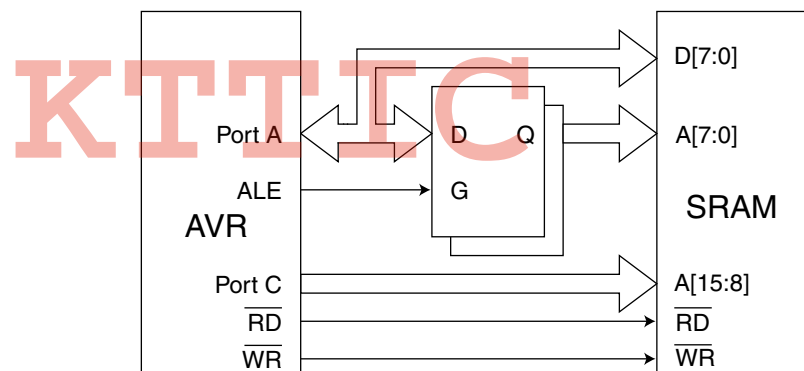 KTTIC
D[7:0]
Port A
D
Q
A[7:0]
ALE
G
AVR
SRAM
Port C
A[15:8]
RD
RD
WR
WR